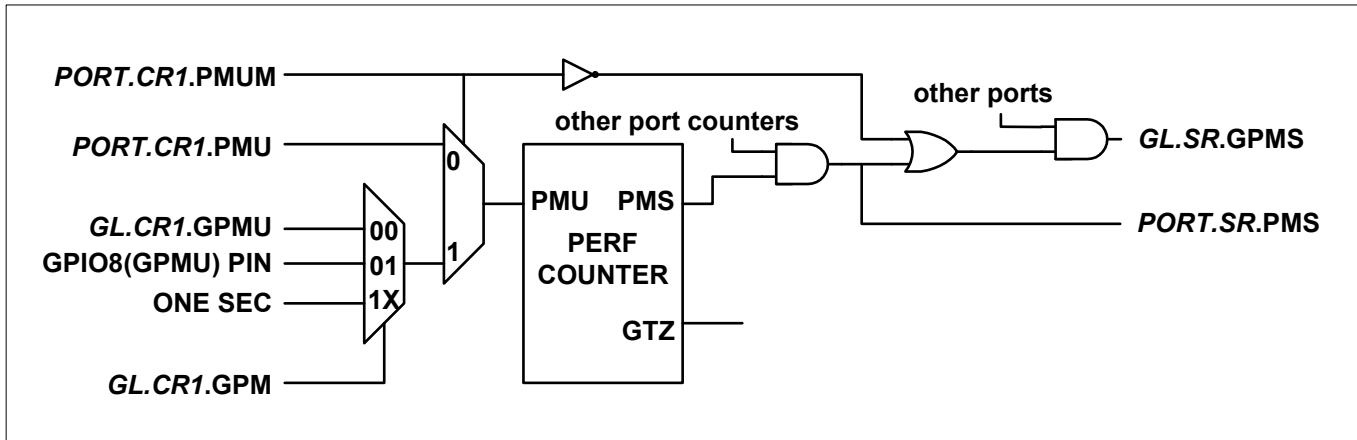 PORT.CR1.PMUM
other ports
other port counters
PORT.CR1.PMU
0
GL.SR.GPMS
PMU
PMS
GL.CR1.GPMU
00
PORT.SR.PMS
1
PERF
COUNTER
GPIO8(GPMU) PIN
01
ONE SEC
1X
GTZ
GL.CR1.GPM